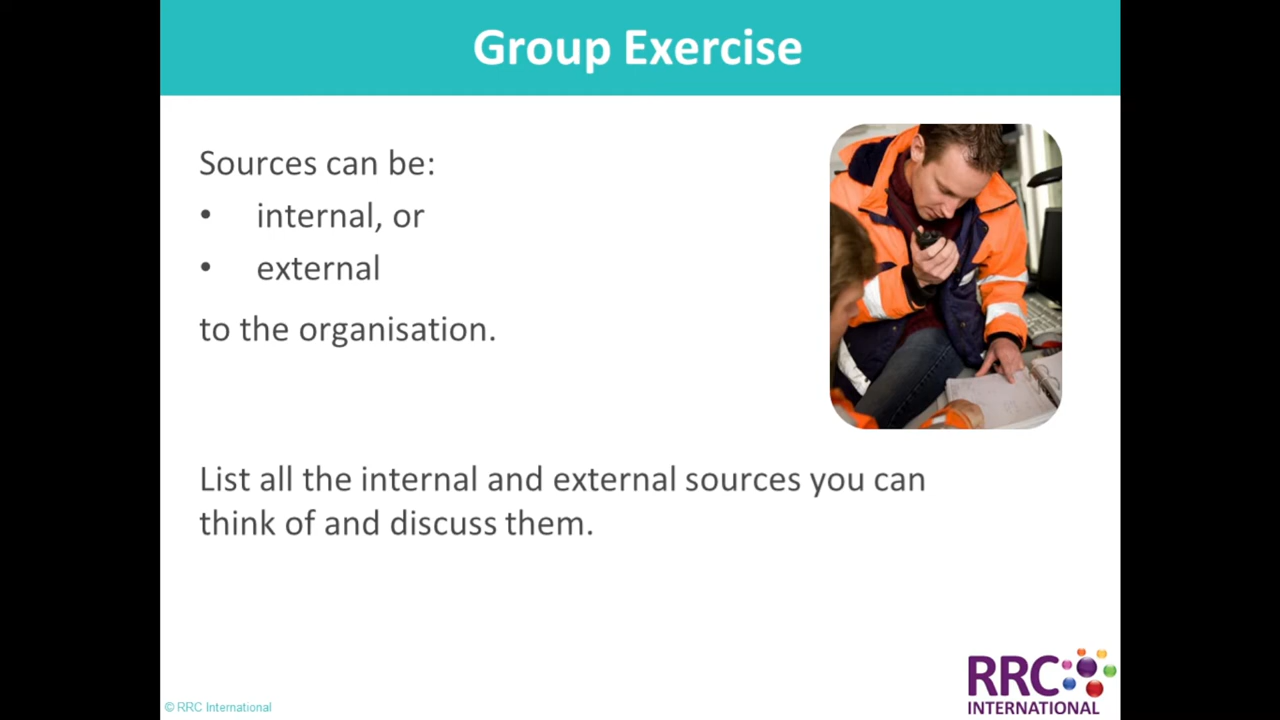 Group Exercise
Sources can be:
• internal, or
• external
to the organisation.
List all the internal and external sources you can
think of and discuss them.
RRC
INTERNATIONAL
© RRC International